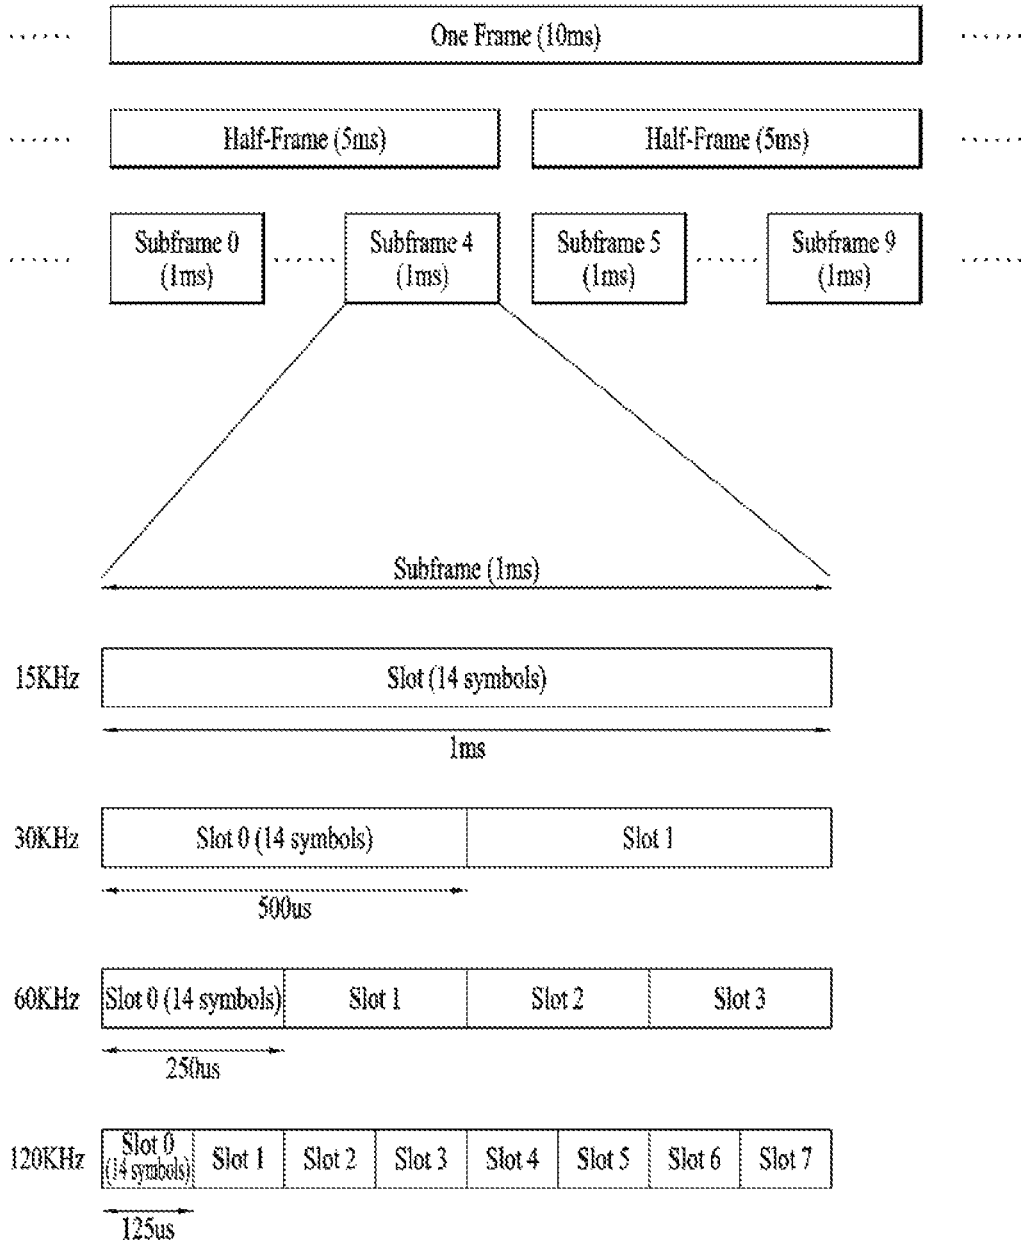 One Frame (10ms)
Half-Frame (5ms)
Half-Frame (5ms)
Subframe 0
(1ms)
Subframe 4
(1ms)
Subframe 5
(1ms)
Subframe 9
(1ms)
Subframe (1ms)
15KHz
Slot (14 symbols)
1ms
30KHz
Slot 0 (14 symbols)
Slot 1
500us
60KHz
Slot 0 (14 symbols)
Slot 1
Slot 2
Slot 3
250us
120KHz
Slot 0
(14 symbols)
Slot 1
Slot 2
Slot 3
Slot 4
Slot 5
Slot 6
Slot 7
125us